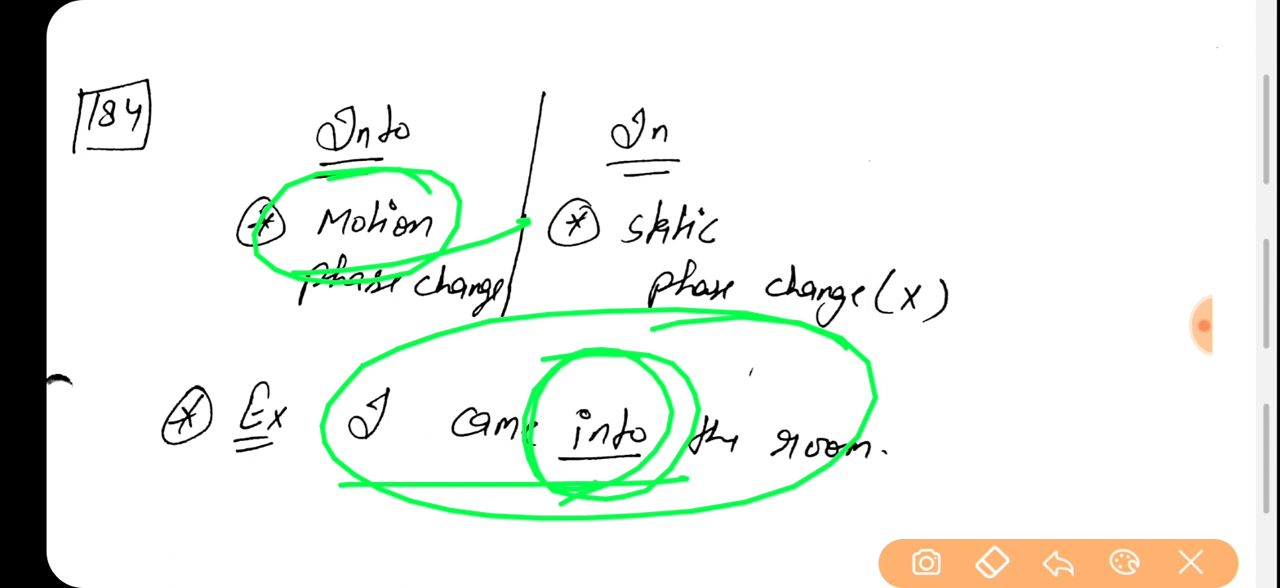 184
Into In
* Motion * static
phase change phase change (x)
* Ex I came into the room.